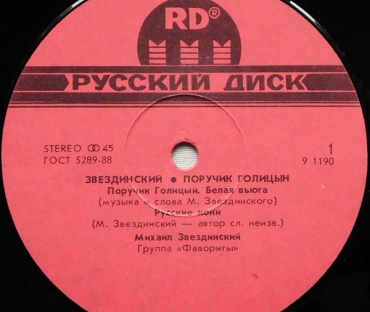 RD®
РУССКИЙ ДИСК
STEREO ꝏ 45
ГОСТ 5289-88
1
9 1190
ЗВЕЗДИНСКИЙ ● ПОРУЧИК ГОЛИЦЫН
Поручик Голицын. Белая вьюга
(музыка и слова М. Звездинского)
Русские кони
(М. Звездинский — автор сл. неизв.)
Михаил Звездинский
Группа «Фавориты»